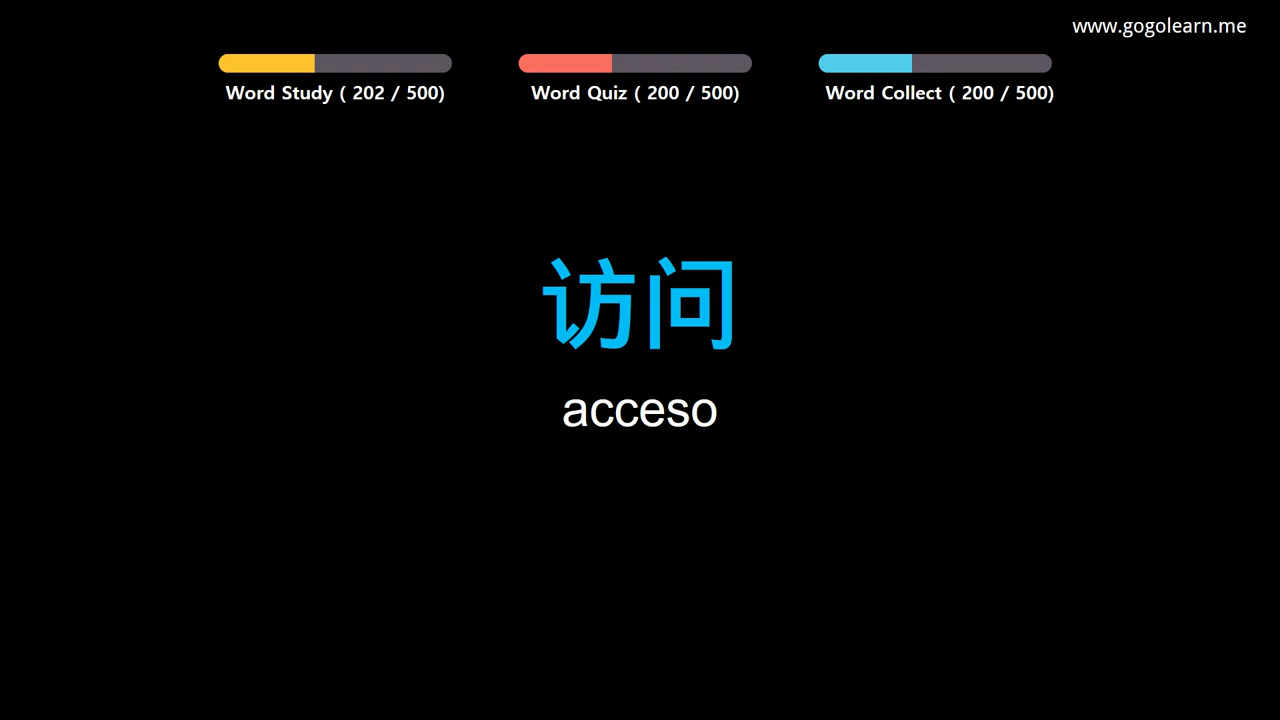 www.gogolearn.me
Word Study ( 202 / 500)
Word Quiz ( 200 / 500)
Word Collect ( 200 / 500)
访问
acceso